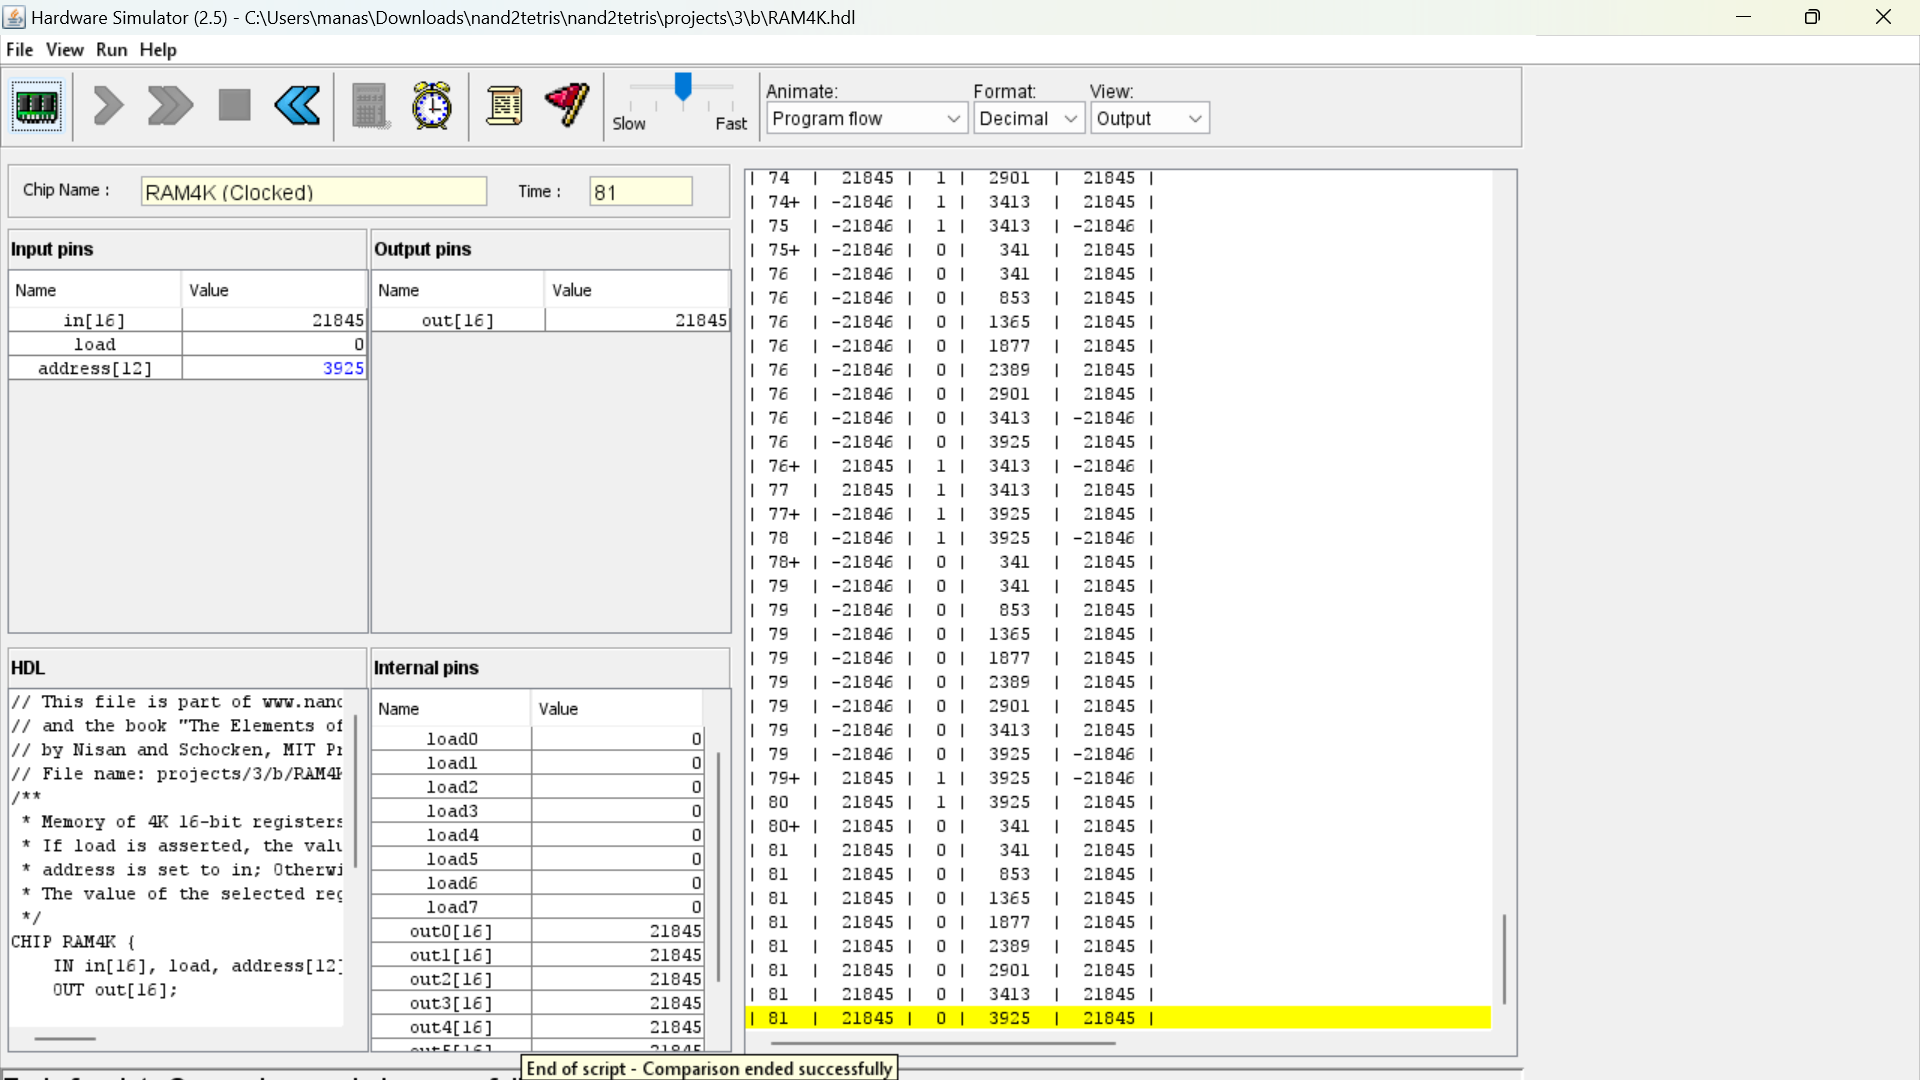 Hardware Simulator (2.5) - C:\Users\manas\Downloads\nand2tetris\nand2tetris\projects\3\b\RAM4K.hdl
File View Run Help
Slow Fast
Animate: Format: View:
Program flow Decimal Output
Chip Name : RAM4K (Clocked) Time : 81
Input pins
Name Value
in[16] 21845
load 0
address[12] 3925
Output pins
Name Value
out[16] 21845
HDL
// This file is part of www.nand
// and the book "The Elements of
// by Nisan and Schocken, MIT Pr
// File name: projects/3/b/RAM4K
/**
* Memory of 4K 16-bit registers
* If load is asserted, the valu
* address is set to in; Otherwi
* The value of the selected reg
*/
CHIP RAM4K {
IN in[16], load, address[12]
OUT out[16];
Internal pins
Name Value
load0 0
load1 0
load2 0
load3 0
load4 0
load5 0
load6 0
load7 0
out0[16] 21845
out1[16] 21845
out2[16] 21845
out3[16] 21845
out4[16] 21845
| 74 | 21845 | 1 | 2901 | 21845 |
| 74+ | -21846 | 1 | 3413 | 21845 |
| 75 | -21846 | 1 | 3413 | -21846 |
| 75+ | -21846 | 0 | 341 | 21845 |
| 76 | -21846 | 0 | 341 | 21845 |
| 76 | -21846 | 0 | 853 | 21845 |
| 76 | -21846 | 0 | 1365 | 21845 |
| 76 | -21846 | 0 | 1877 | 21845 |
| 76 | -21846 | 0 | 2389 | 21845 |
| 76 | -21846 | 0 | 2901 | 21845 |
| 76 | -21846 | 0 | 3413 | -21846 |
| 76 | -21846 | 0 | 3925 | 21845 |
| 76+ | 21845 | 1 | 3413 | -21846 |
| 77 | 21845 | 1 | 3413 | 21845 |
| 77+ | -21846 | 1 | 3925 | 21845 |
| 78 | -21846 | 1 | 3925 | -21846 |
| 78+ | -21846 | 0 | 341 | 21845 |
| 79 | -21846 | 0 | 341 | 21845 |
| 79 | -21846 | 0 | 853 | 21845 |
| 79 | -21846 | 0 | 1365 | 21845 |
| 79 | -21846 | 0 | 1877 | 21845 |
| 79 | -21846 | 0 | 2389 | 21845 |
| 79 | -21846 | 0 | 2901 | 21845 |
| 79 | -21846 | 0 | 3413 | 21845 |
| 79 | -21846 | 0 | 3925 | -21846 |
| 79+ | 21845 | 1 | 3925 | -21846 |
| 80 | 21845 | 1 | 3925 | 21845 |
| 80+ | 21845 | 0 | 341 | 21845 |
| 81 | 21845 | 0 | 341 | 21845 |
| 81 | 21845 | 0 | 853 | 21845 |
| 81 | 21845 | 0 | 1365 | 21845 |
| 81 | 21845 | 0 | 1877 | 21845 |
| 81 | 21845 | 0 | 2389 | 21845 |
| 81 | 21845 | 0 | 2901 | 21845 |
| 81 | 21845 | 0 | 3413 | 21845 |
| 81 | 21845 | 0 | 3925 | 21845 |
End of script - Comparison ended successfully